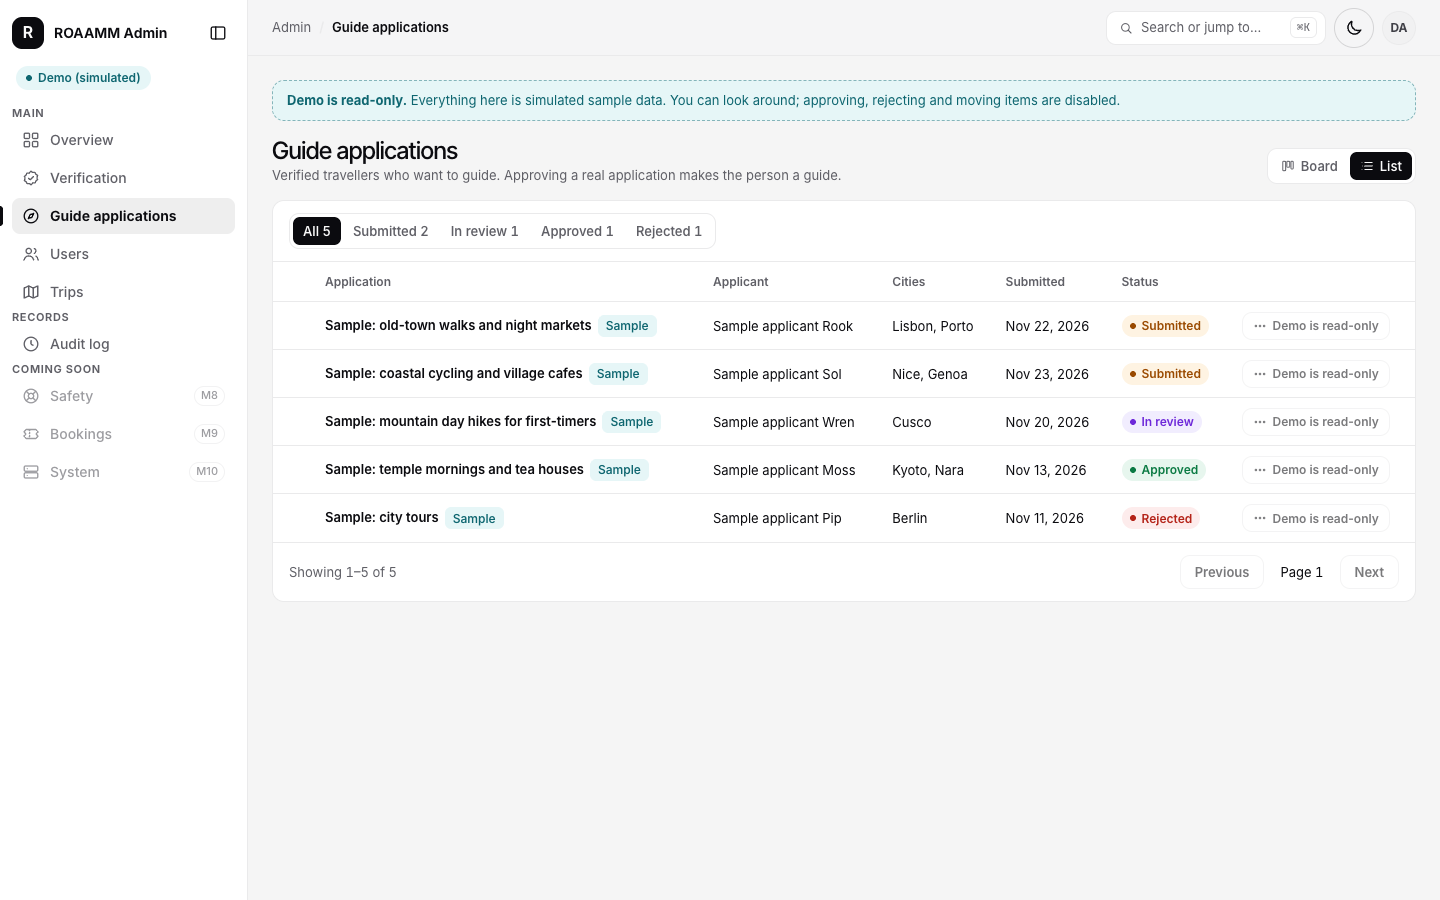 R ROAAMM Admin
Demo (simulated)
MAIN
Overview
Verification
Guide applications
Users
Trips
RECORDS
Audit log
COMING SOON
Safety M8
Bookings M9
System M10
Admin / Guide applications
Search or jump to... ⌘K
DA
Demo is read-only. Everything here is simulated sample data. You can look around; approving, rejecting and moving items are disabled.
Guide applications
Verified travellers who want to guide. Approving a real application makes the person a guide.
Board List
All 5 Submitted 2 In review 1 Approved 1 Rejected 1
Application Applicant Cities Submitted Status
Sample: old-town walks and night markets Sample Sample applicant Rook Lisbon, Porto Nov 22, 2026 Submitted ··· Demo is read-only
Sample: coastal cycling and village cafes Sample Sample applicant Sol Nice, Genoa Nov 23, 2026 Submitted ··· Demo is read-only
Sample: mountain day hikes for first-timers Sample Sample applicant Wren Cusco Nov 20, 2026 In review ··· Demo is read-only
Sample: temple mornings and tea houses Sample Sample applicant Moss Kyoto, Nara Nov 13, 2026 Approved ··· Demo is read-only
Sample: city tours Sample Sample applicant Pip Berlin Nov 11, 2026 Rejected ··· Demo is read-only
Showing 1–5 of 5
Previous Page 1 Next